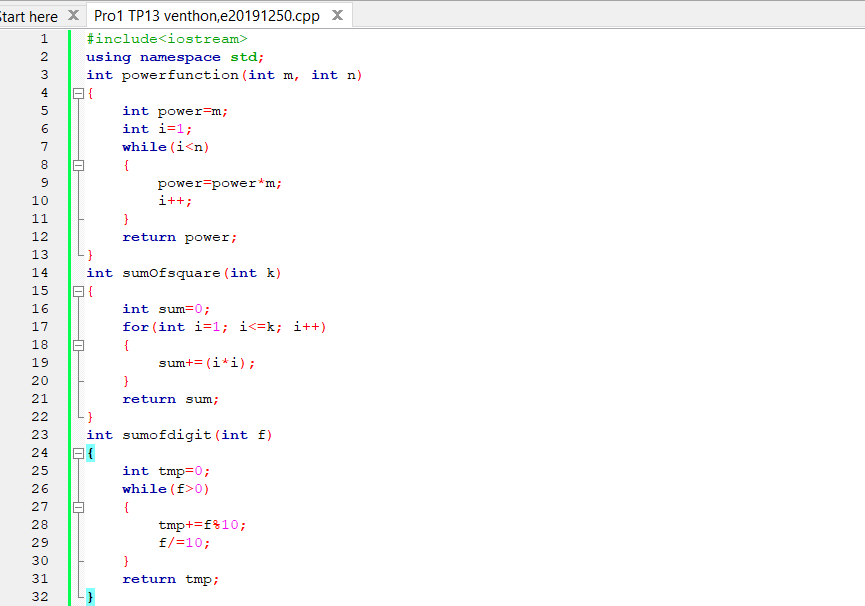 Start here X Pro1 TP13 venthon,e20191250.cpp X
1 #include<iostream>
2 using namespace std;
3 int powerfunction(int m, int n)
4 {
5 int power=m;
6 int i=1;
7 while(i<n)
8 {
9 power=power*m;
10 i++;
11 }
12 return power;
13 }
14 int sumOfsquare(int k)
15 {
16 int sum=0;
17 for(int i=1; i<=k; i++)
18 {
19 sum+=(i*i);
20 }
21 return sum;
22 }
23 int sumofdigit(int f)
24 {
25 int tmp=0;
26 while(f>0)
27 {
28 tmp+=f%10;
29 f/=10;
30 }
31 return tmp;
32 }